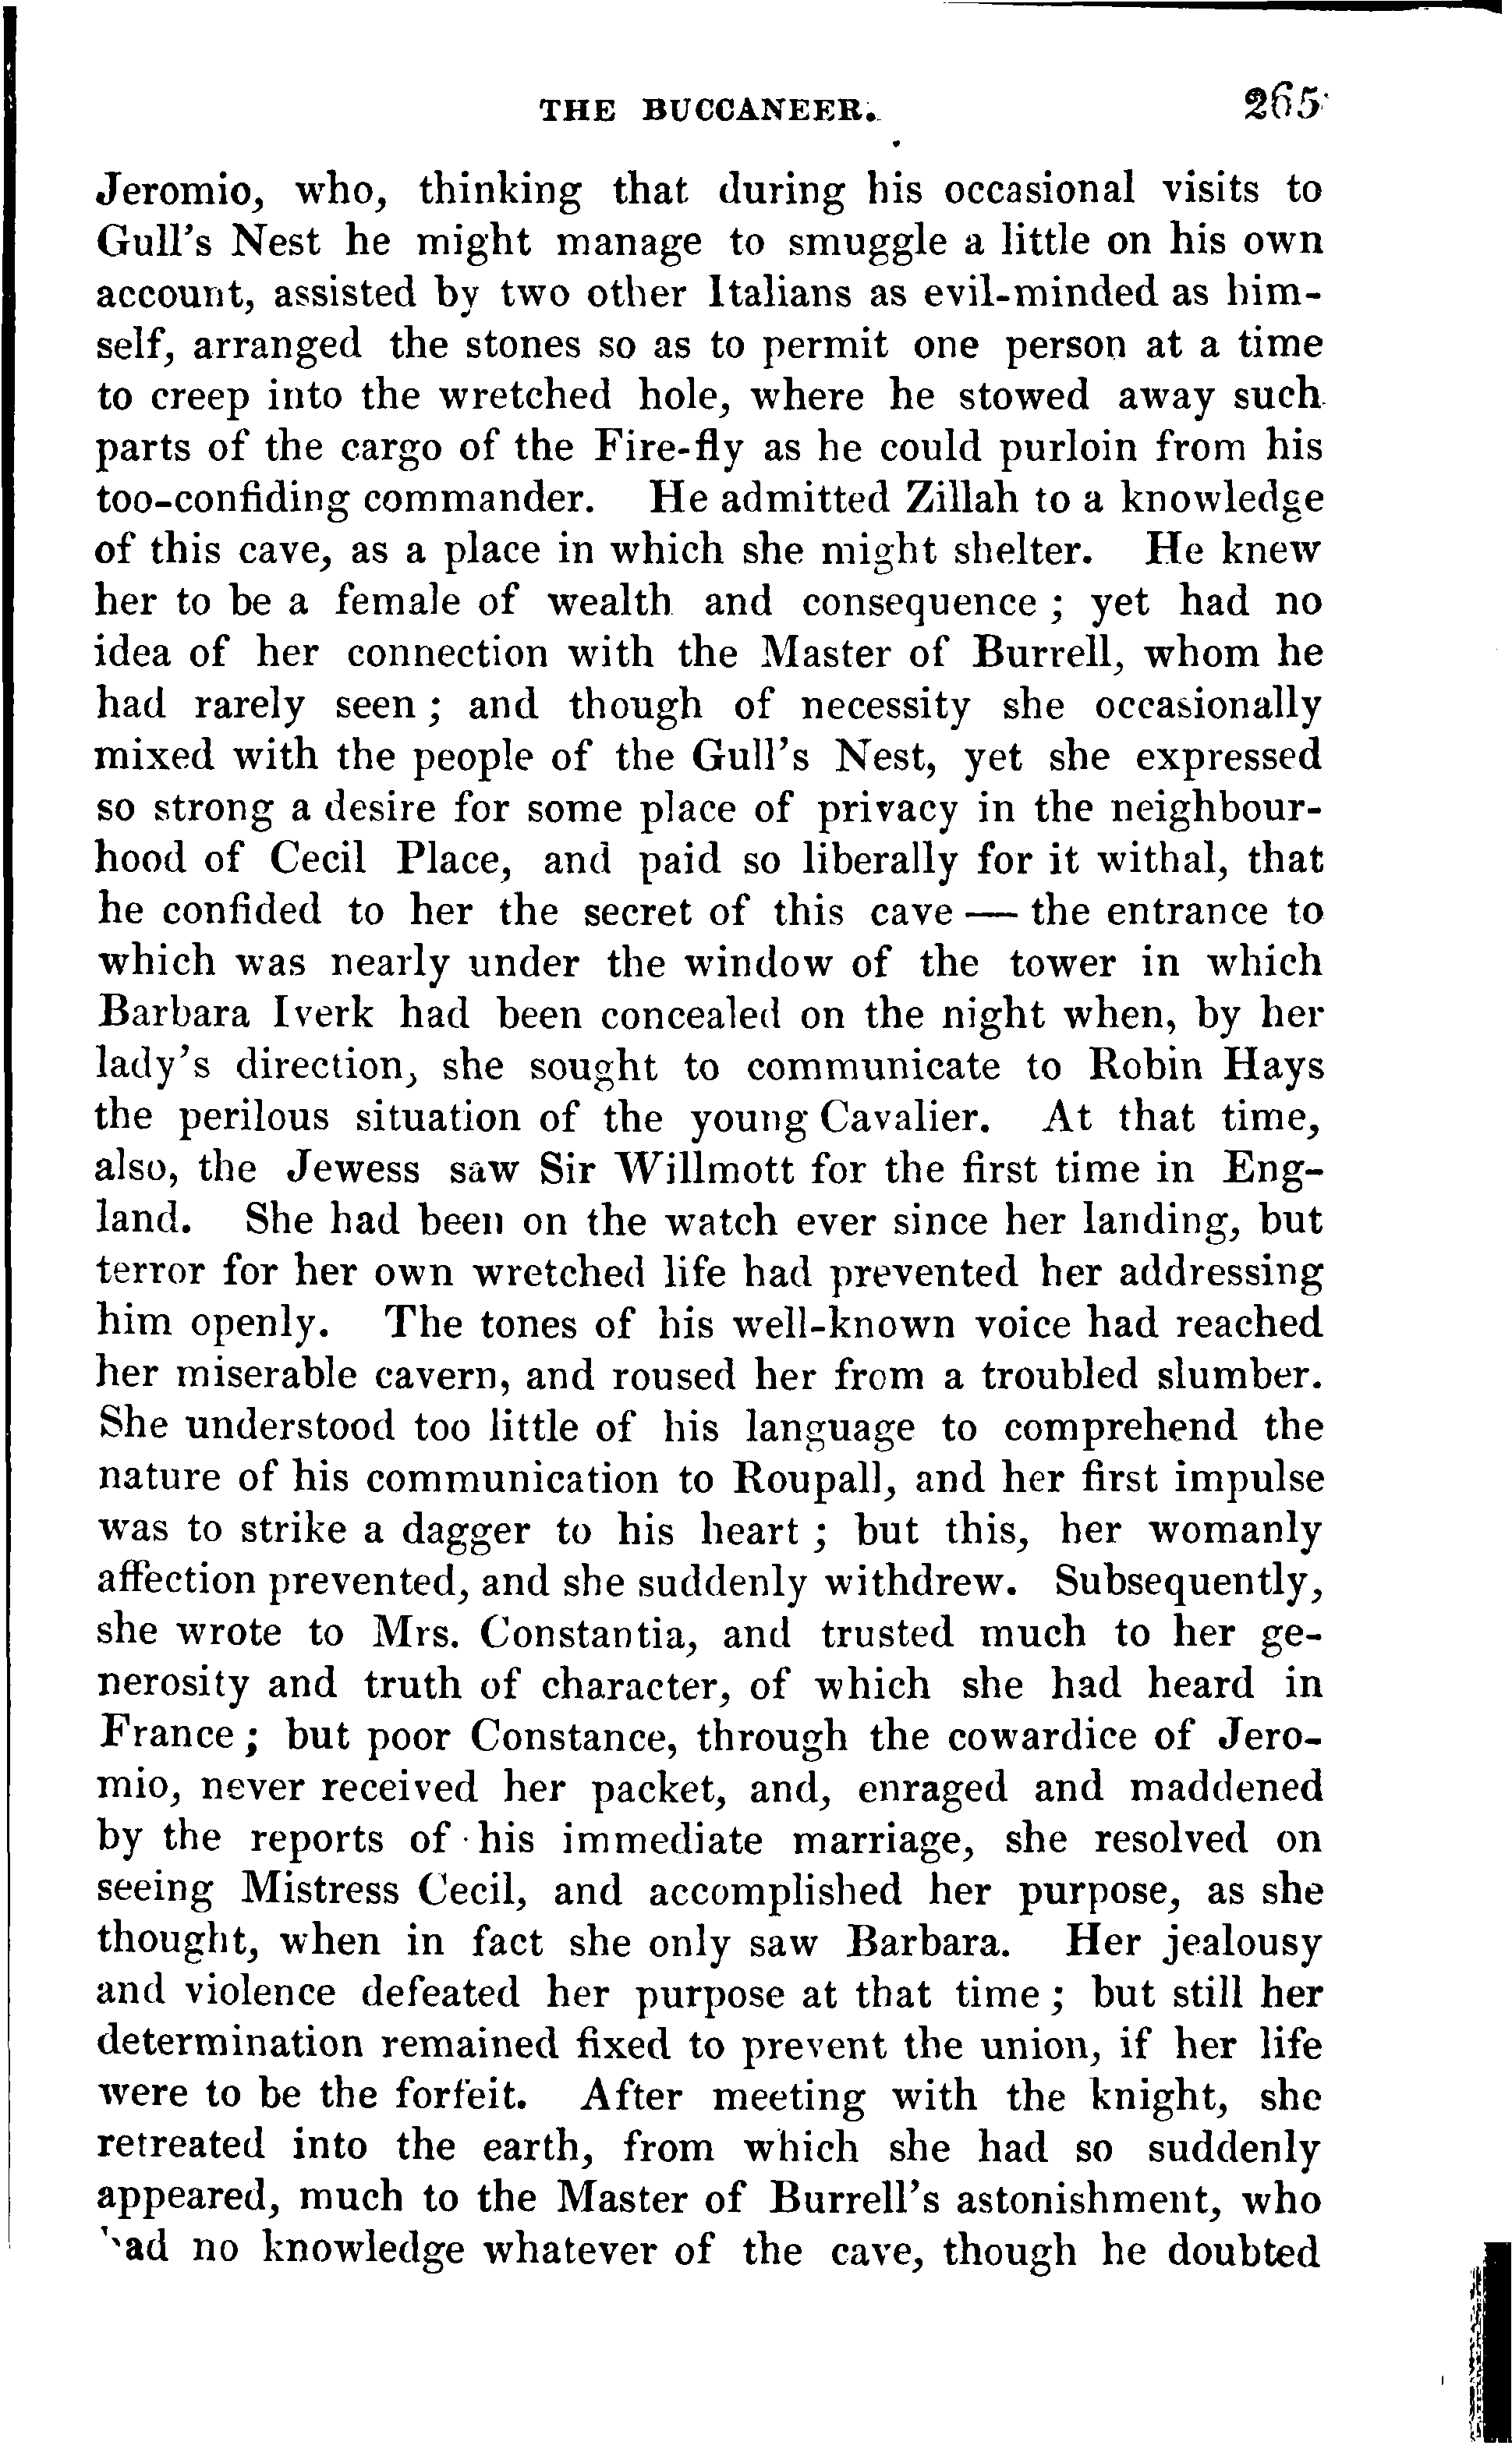 THE BUCCANEER. 265
Jeromio, who, thinking that during his occasional visits to
Gull's Nest he might manage to smuggle a little on his own
account, assisted by two other Italians as evil-minded as him-
self, arranged the stones so as to permit one person at a time
to creep into the wretched hole, where he stowed away such
parts of the cargo of the Fire-fly as he could purloin from his
too-confiding commander. He admitted Zillah to a knowledge
of this cave, as a place in which she might shelter. He knew
her to be a female of wealth and consequence ; yet had no
idea of her connection with the Master of Burrell, whom he
had rarely seen ; and though of necessity she occasionally
mixed with the people of the Gull's Nest, yet she expressed
so strong a desire for some place of privacy in the neighbour-
hood of Cecil Place, and paid so liberally for it withal, that
he confided to her the secret of this cave — the entrance to
which was nearly under the window of the tower in which
Barbara Iverk had been concealed on the night when, by her
lady's direction, she sought to communicate to Robin Hays
the perilous situation of the young Cavalier. At that time,
also, the Jewess saw Sir Willmott for the first time in Eng-
land. She had been on the watch ever since her landing, but
terror for her own wretched life had prevented her addressing
him openly. The tones of his well-known voice had reached
her miserable cavern, and roused her from a troubled slumber.
She understood too little of his language to comprehend the
nature of his communication to Roupall, and her first impulse
was to strike a dagger to his heart ; but this, her womanly
affection prevented, and she suddenly withdrew. Subsequently,
she wrote to Mrs. Constantia, and trusted much to her ge-
nerosity and truth of character, of which she had heard in
France ; but poor Constance, through the cowardice of Jero-
mio, never received her packet, and, enraged and maddened
by the reports of his immediate marriage, she resolved on
seeing Mistress Cecil, and accomplished her purpose, as she
thought, when in fact she only saw Barbara. Her jealousy
and violence defeated her purpose at that time ; but still her
determination remained fixed to prevent the union, if her life
were to be the forfeit. After meeting with the knight, she
retreated into the earth, from which she had so suddenly
appeared, much to the Master of Burrell's astonishment, who
had no knowledge whatever of the cave, though he doubted